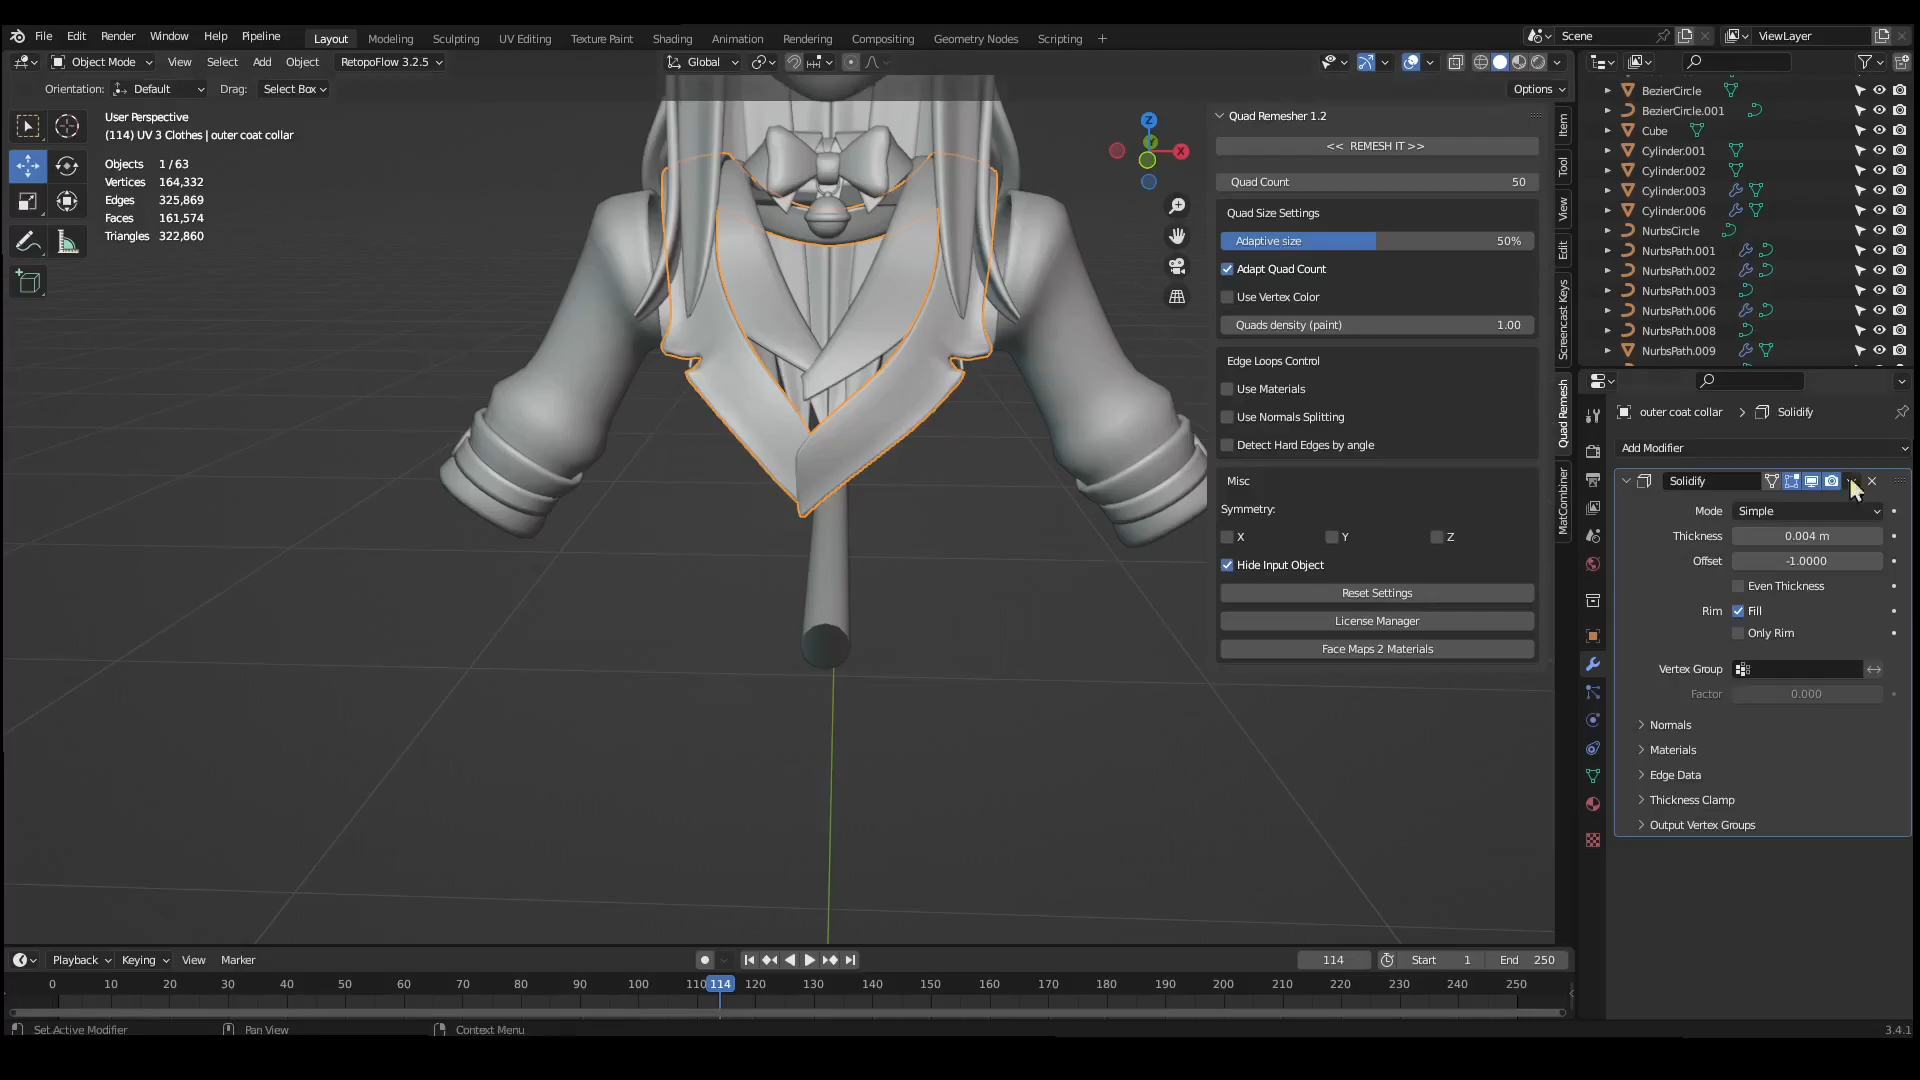 File Edit Render Window Help Pipeline Layout Modeling Sculpting UV Editing Texture Paint Shading Animation Rendering Compositing Geometry Nodes Scripting + Scene ViewLayer
Object Mode View Select Add Object RetopoFlow 3.2.5 Global
Orientation: Default Drag: Select Box Options
User Perspective
(114) UV 3 Clothes | outer coat collar
Objects 1 / 63
Vertices 164,332
Edges 325,869
Faces 161,574
Triangles 322,860
Z
X
Quad Remesher 1.2
<< REMESH IT >>
Quad Count 50
Quad Size Settings
Adaptive size 50%
Adapt Quad Count
Use Vertex Color
Quads density (paint) 1.00
Edge Loops Control
Use Materials
Use Normals Splitting
Detect Hard Edges by angle
Misc
Symmetry:
X Y Z
Hide Input Object
Reset Settings
License Manager
Face Maps 2 Materials
Item
Tool
View
Edit
Screencast Keys
Quad Remesh
MatCombiner
BezierCircle
BezierCircle.001
Cube
Cylinder.001
Cylinder.002
Cylinder.003
Cylinder.006
NurbsCircle
NurbsPath.001
NurbsPath.002
NurbsPath.003
NurbsPath.006
NurbsPath.008
NurbsPath.009
outer coat collar > Solidify
Add Modifier
Solidify
Mode Simple
Thickness 0.004 m
Offset -1.0000
Even Thickness
Rim Fill
Only Rim
Vertex Group
Factor 0.000
Normals
Materials
Edge Data
Thickness Clamp
Output Vertex Groups
Playback Keying View Marker 114 Start 1 End 250
0 10 20 30 40 50 60 70 80 90 100 110 114 120 130 140 150 160 170 180 190 200 210 220 230 240 250
Set Active Modifier Pan View Context Menu 3.4.1